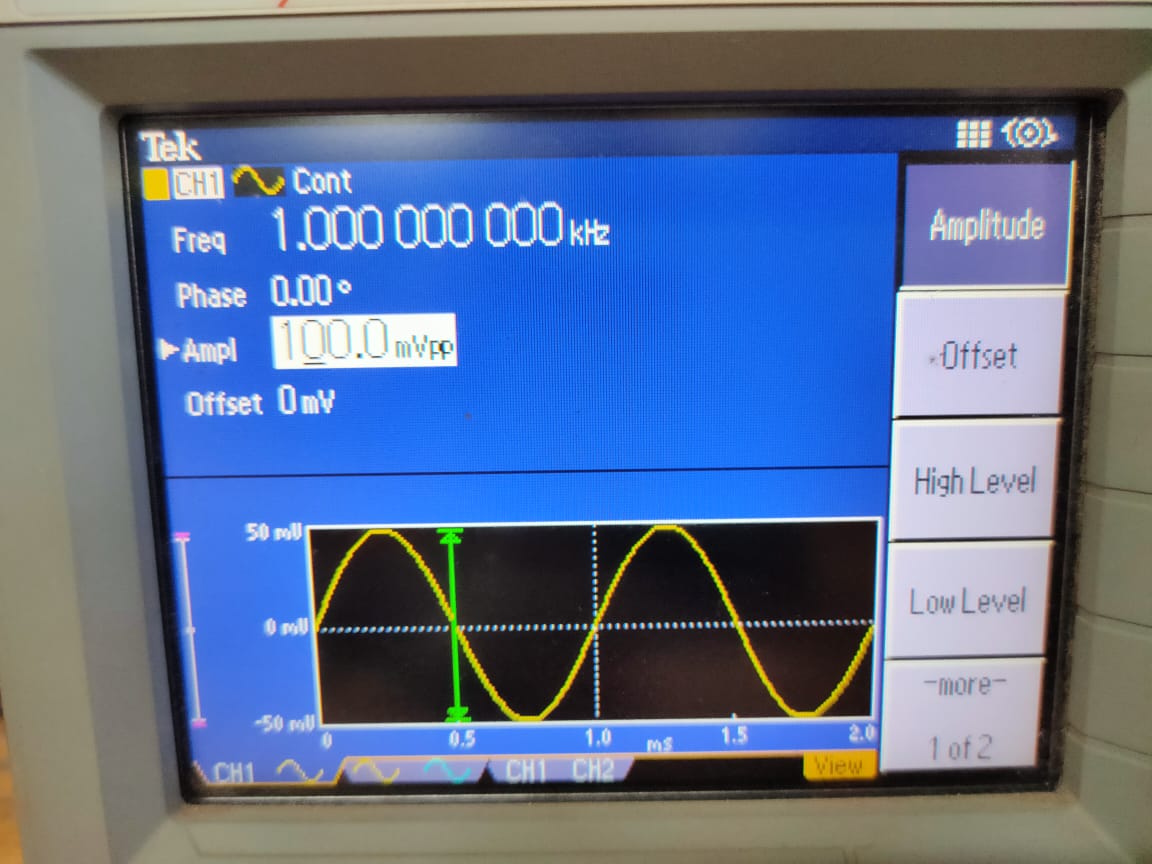 Tek
CH1 Cont
Freq 1.000 000 000 kHz
Phase 0.00°
Ampl 100.0 mVpp
Offset 0 mV
Amplitude
Offset
High Level
Low Level
-more-
1 of 2
50 mV
0 mV
-50 mV
0 0.5 1.0 ms 1.5 2.0
CH1 CH1 CH2 View